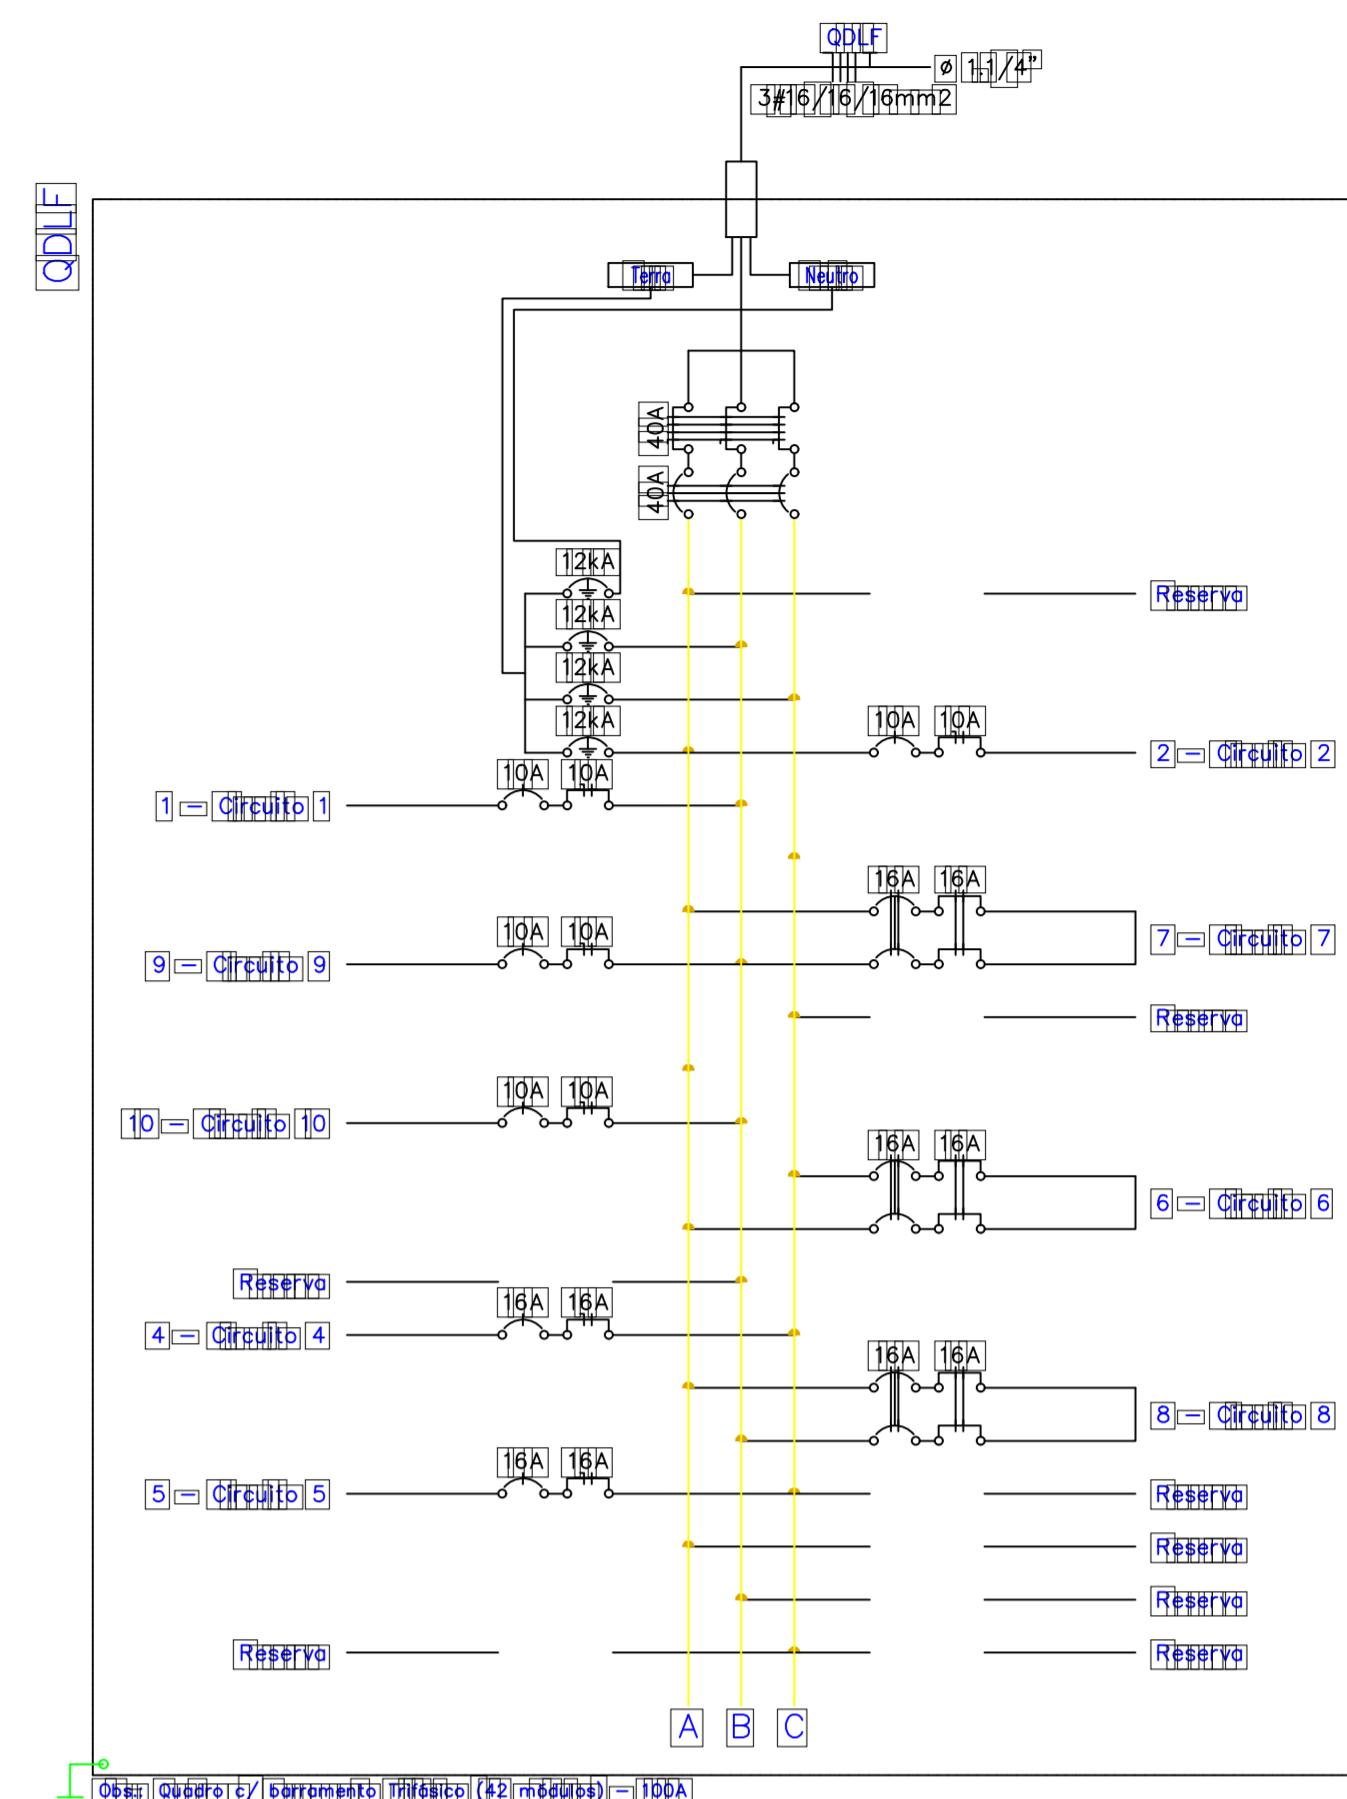 QDLF
ø 1.1/4"
3#16/16/16mm2
QDLF
Terra
Neutro
40A
40A
12kA
Reserva
12kA
12kA
12kA
10A 10A
2 - Circuito 2
10A 10A
1 - Circuito 1
16A 16A
7 - Circuito 7
10A 10A
9 - Circuito 9
Reserva
10A 10A
10 - Circuito 10
16A 16A
6 - Circuito 6
Reserva
16A 16A
4 - Circuito 4
16A 16A
8 - Circuito 8
16A 16A
5 - Circuito 5
Reserva
Reserva
Reserva
Reserva
Reserva
A B C
Obs.: Quadro c/ barramento Trifásico (42 módulos) - 100A